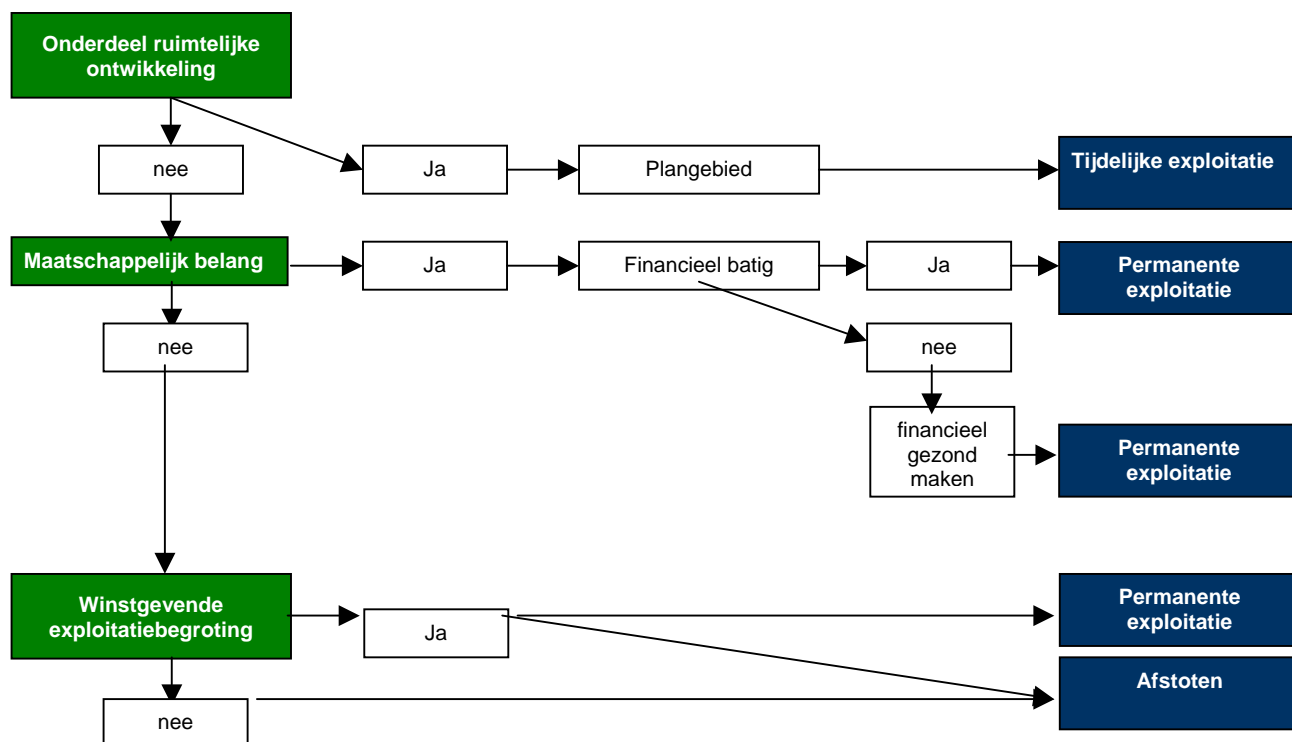 Onderdeel ruimtelijke
ontwikkeling
nee
Ja
Plangebied
Tijdelijke exploitatie
Maatschappelijk belang
Ja
Financieel batig
Ja
Permanente
exploitatie
nee
nee
financieel
gezond
maken
Permanente
exploitatie
Winstgevende
exploitatiebegroting
Ja
Permanente
exploitatie
Afstoten
nee